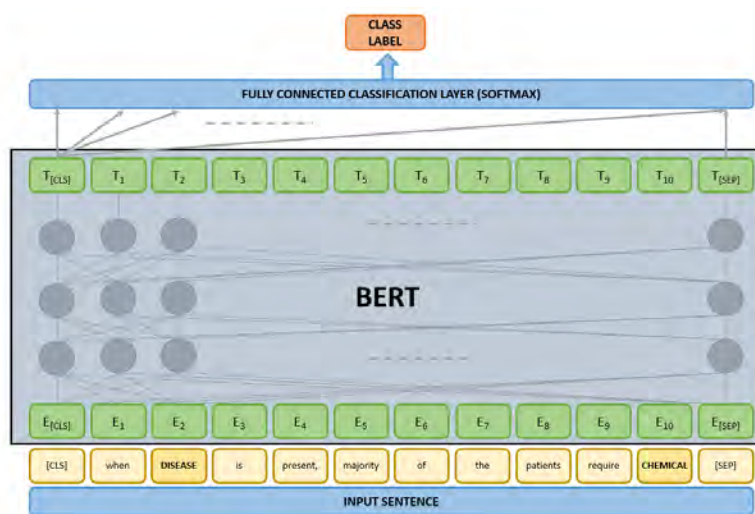 CLASS
LABEL
FULLY CONNECTED CLASSIFICATION LAYER (SOFTMAX)
T[CLS] T1 T2 T3 T4 T5 T6 T7 T8 T9 T10 T[SEP]
BERT
E[CLS] E1 E2 E3 E4 E5 E6 E7 E8 E9 E10 E[SEP]
[CLS] when DISEASE is present, majority of the patients require CHEMICAL [SEP]
INPUT SENTENCE